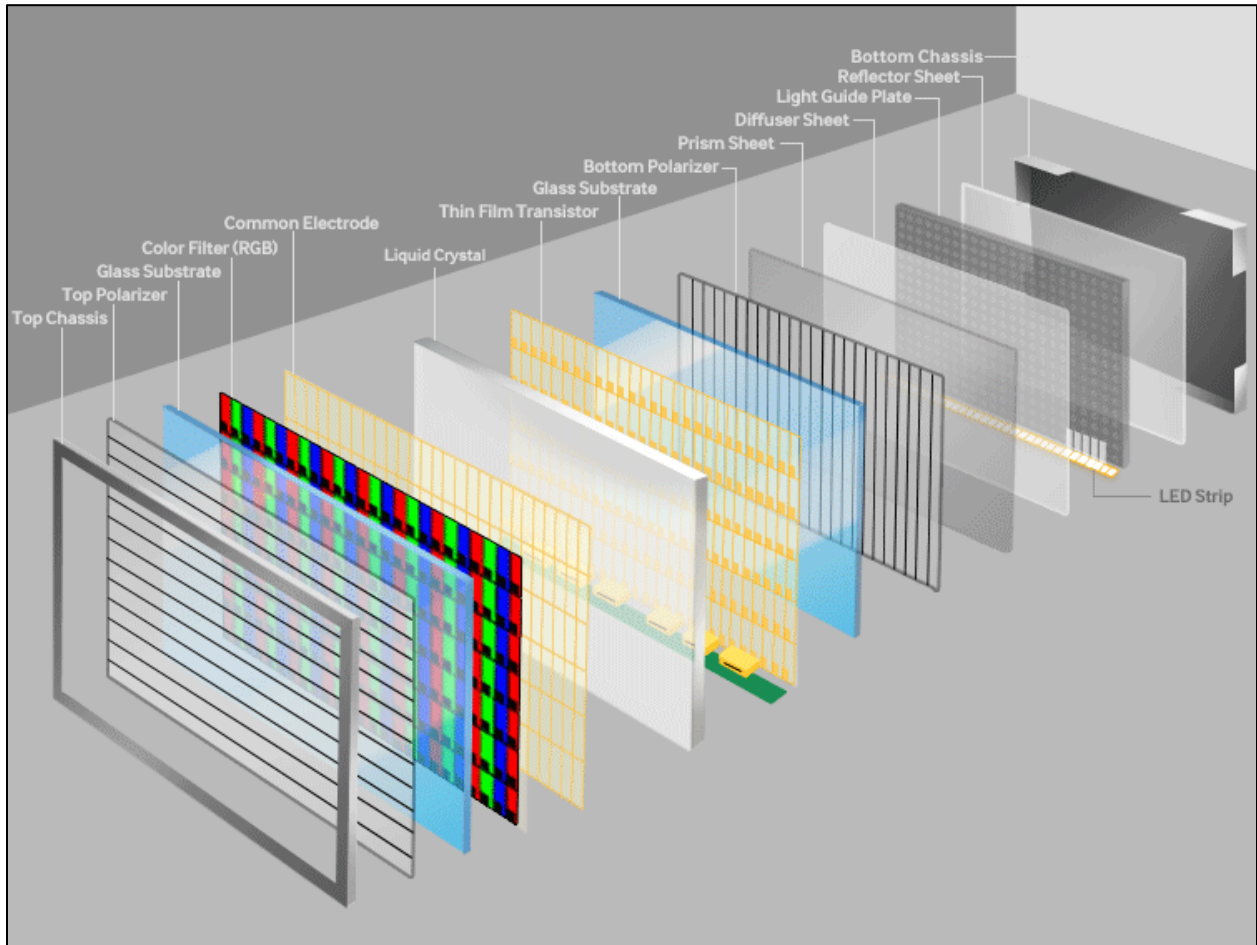 Bottom Chassis
Reflector Sheet
Light Guide Plate
Diffuser Sheet
Prism Sheet
Bottom Polarizer
Glass Substrate
Thin Film Transistor
Common Electrode
Color Filter (RGB)
Liquid Crystal
Glass Substrate
Top Polarizer
Top Chassis
LED Strip